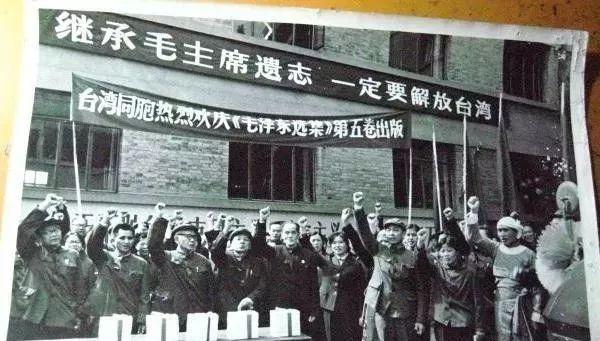 继承毛主席遗志 一定要解放台湾
台湾同胞热烈欢庆《毛泽东选集》第五卷出版